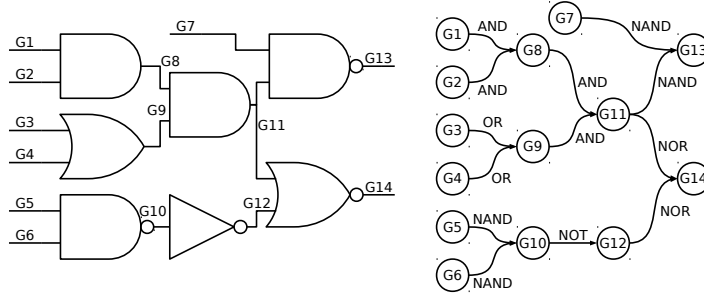 G1
G2
G3
G4
G5
G6
G7
G8
G9
G10
G11
G12
G13
G14
G1
G2
G3
G4
G5
G6
G7
AND
AND
OR
OR
NAND
NAND
G8
G9
G10
NOT
AND
AND
G11
G12
NAND
NAND
NOR
NOR
G13
G14